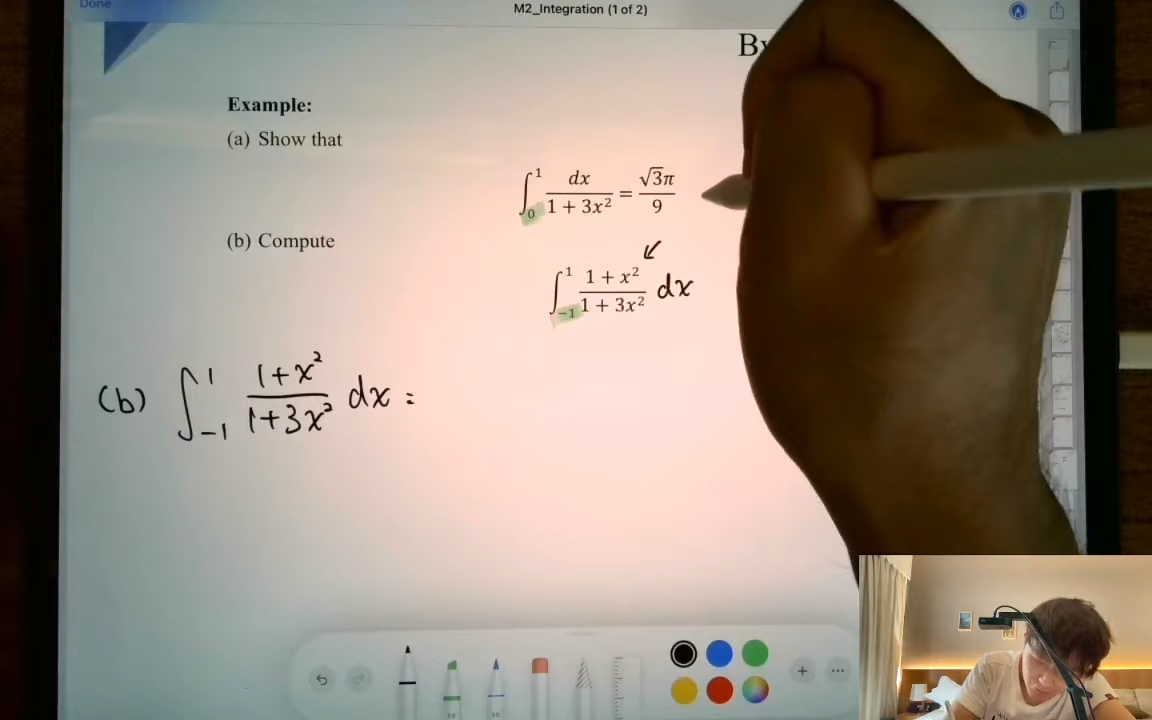 Done
M2_Integration (1 of 2)
By
Example:
(a) Show that
∫₀¹ dx/(1 + 3x²) = √3π/9
(b) Compute
∫₋₁¹ (1 + x²)/(1 + 3x²) dx
(b) ∫₋₁¹ (1+x²)/(1+3x²) dx =